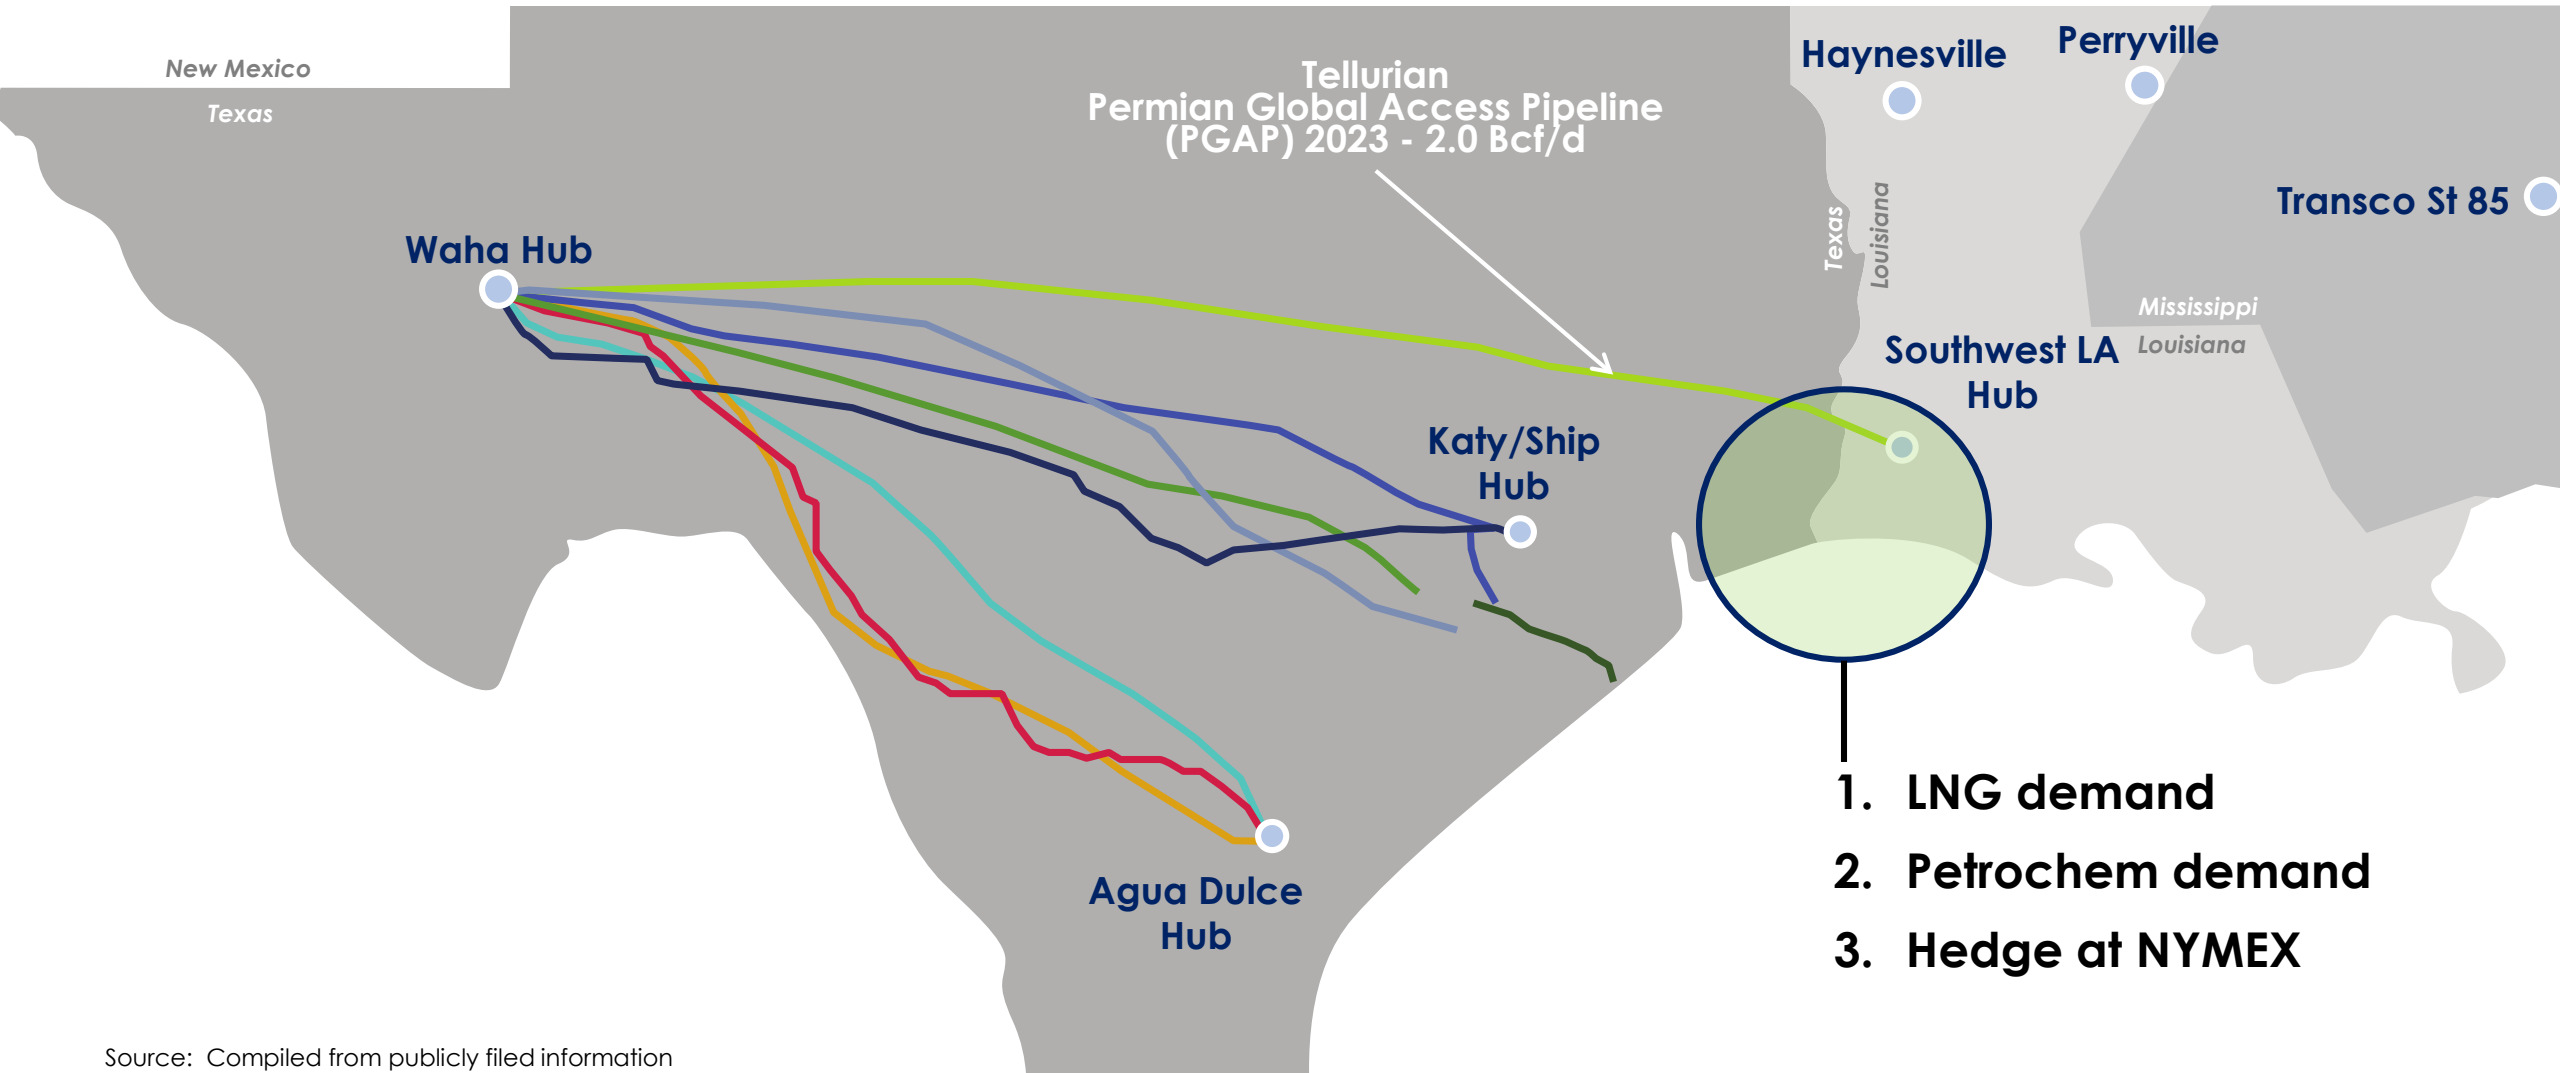 New Mexico
Texas
Tellurian
Permian Global Access Pipeline
(PGAP) 2023 - 2.0 Bcf/d
Haynesville
Perryville
Transco St 85
Texas
Louisiana
Waha Hub
Mississippi
Louisiana
Southwest LA
Hub
Katy/Ship
Hub
Agua Dulce
Hub
1. LNG demand
2. Petrochem demand
3. Hedge at NYMEX
Source: Compiled from publicly filed information